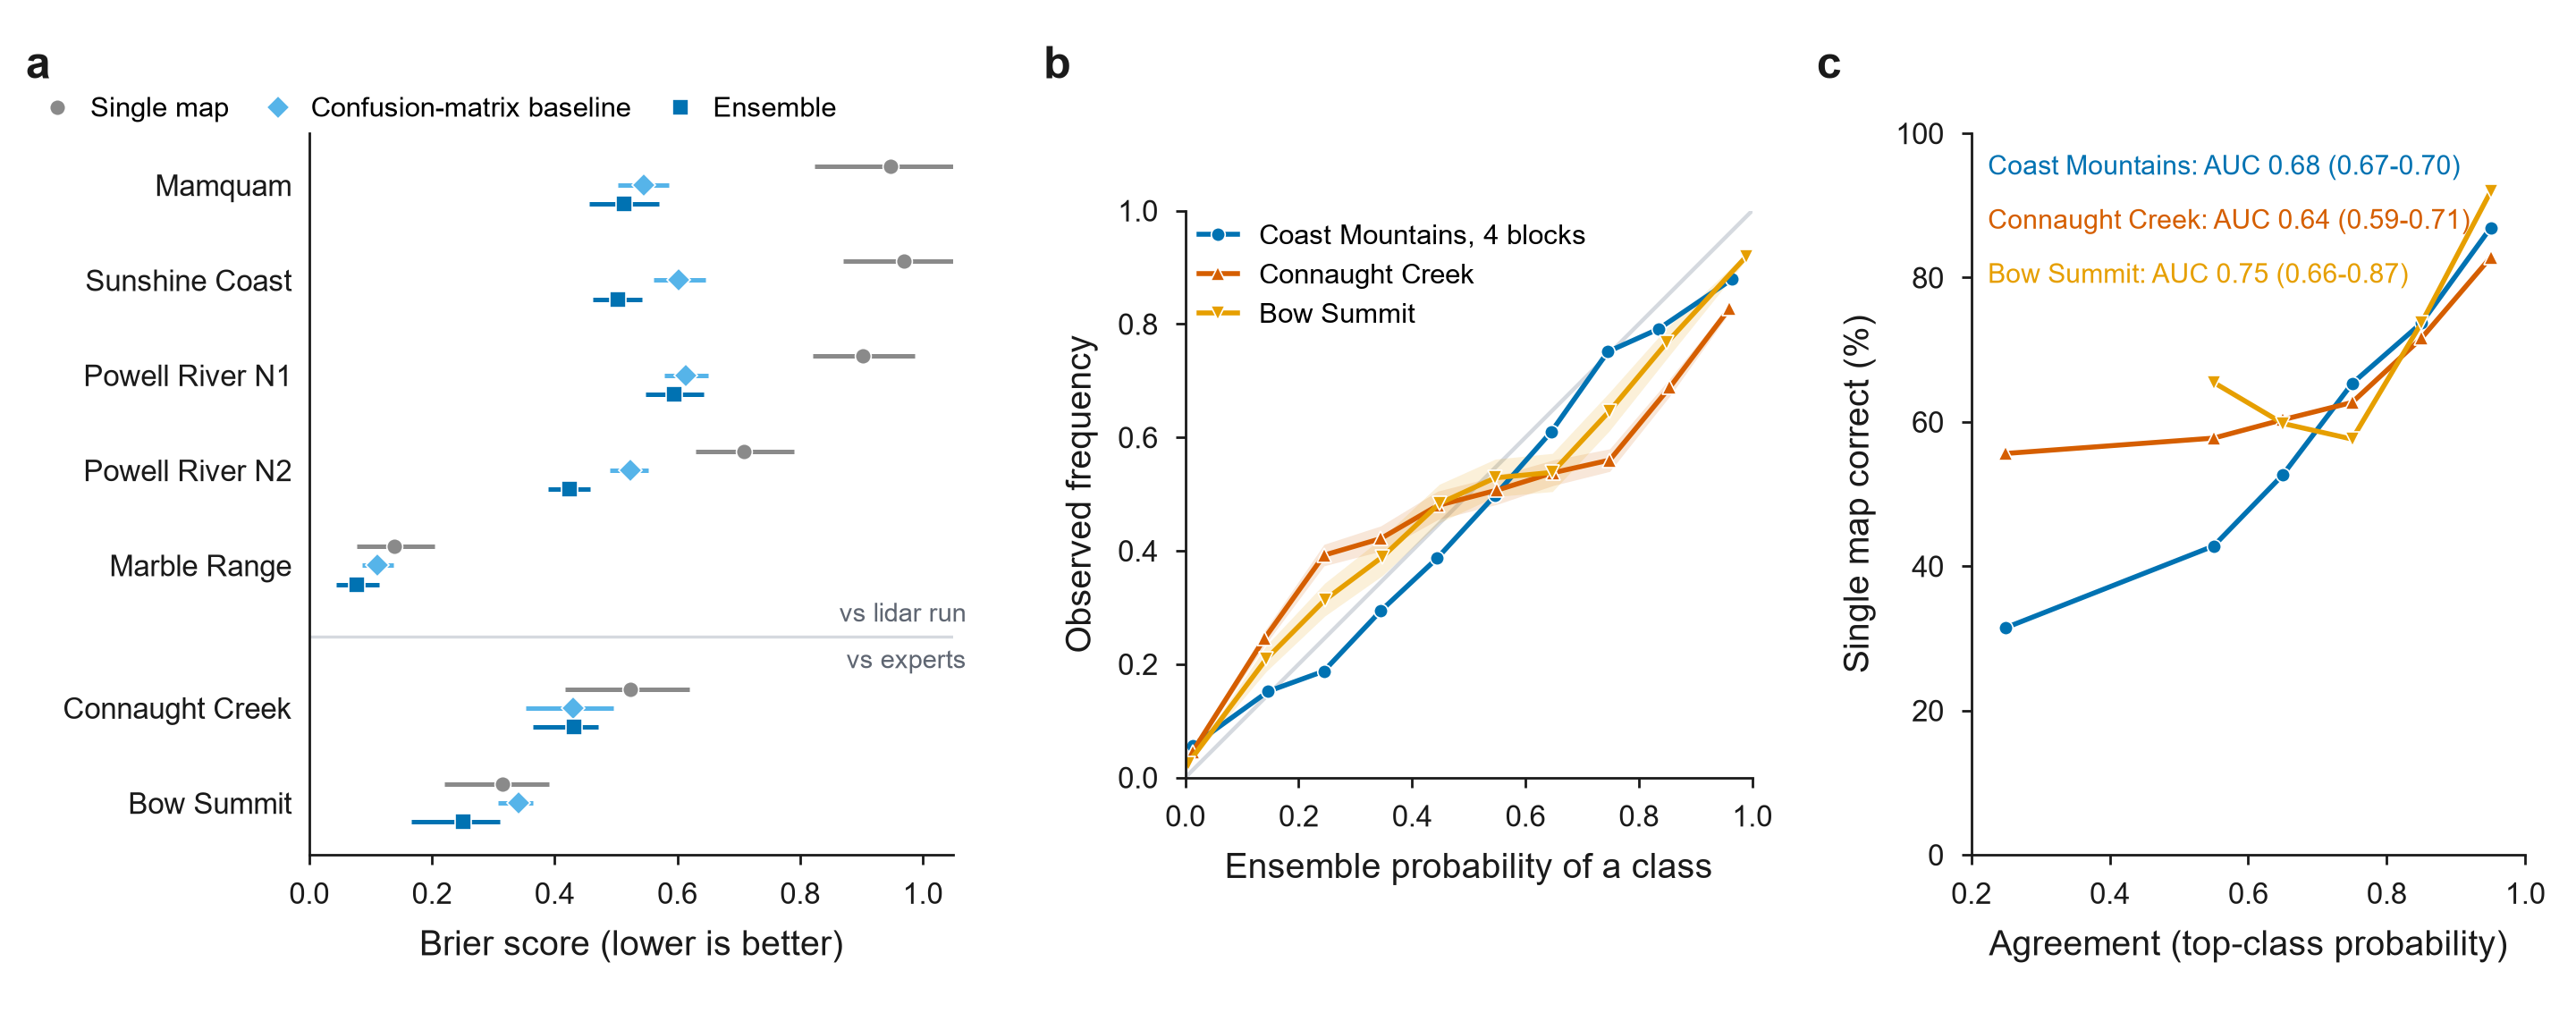 a
Single map
Confusion-matrix baseline
Ensemble
Mamquam
Sunshine Coast
Powell River N1
Powell River N2
Marble Range
vs lidar run
vs experts
Connaught Creek
Bow Summit
0.0 0.2 0.4 0.6 0.8 1.0
Brier score (lower is better)
b
Coast Mountains, 4 blocks
Connaught Creek
Bow Summit
Observed frequency
1.0
0.8
0.6
0.4
0.2
0.0
0.0 0.2 0.4 0.6 0.8 1.0
Ensemble probability of a class
c
Coast Mountains: AUC 0.68 (0.67-0.70)
Connaught Creek: AUC 0.64 (0.59-0.71)
Bow Summit: AUC 0.75 (0.66-0.87)
Single map correct (%)
100
80
60
40
20
0
0.2 0.4 0.6 0.8 1.0
Agreement (top-class probability)